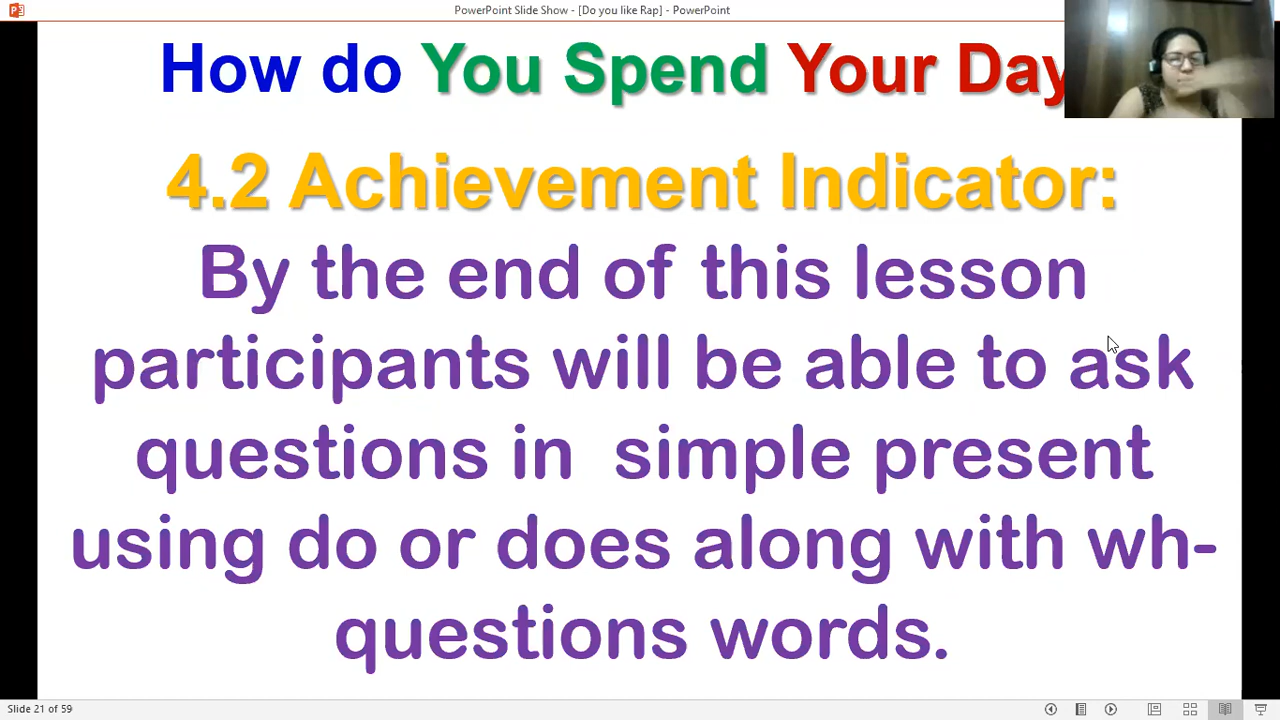 PowerPoint Slide Show - [Do you like Rap] - PowerPoint
How do You Spend Your Day
4.2 Achievement Indicator:
By the end of this lesson
participants will be able to ask
questions in simple present
using do or does along with wh-
questions words.
Slide 21 of 59